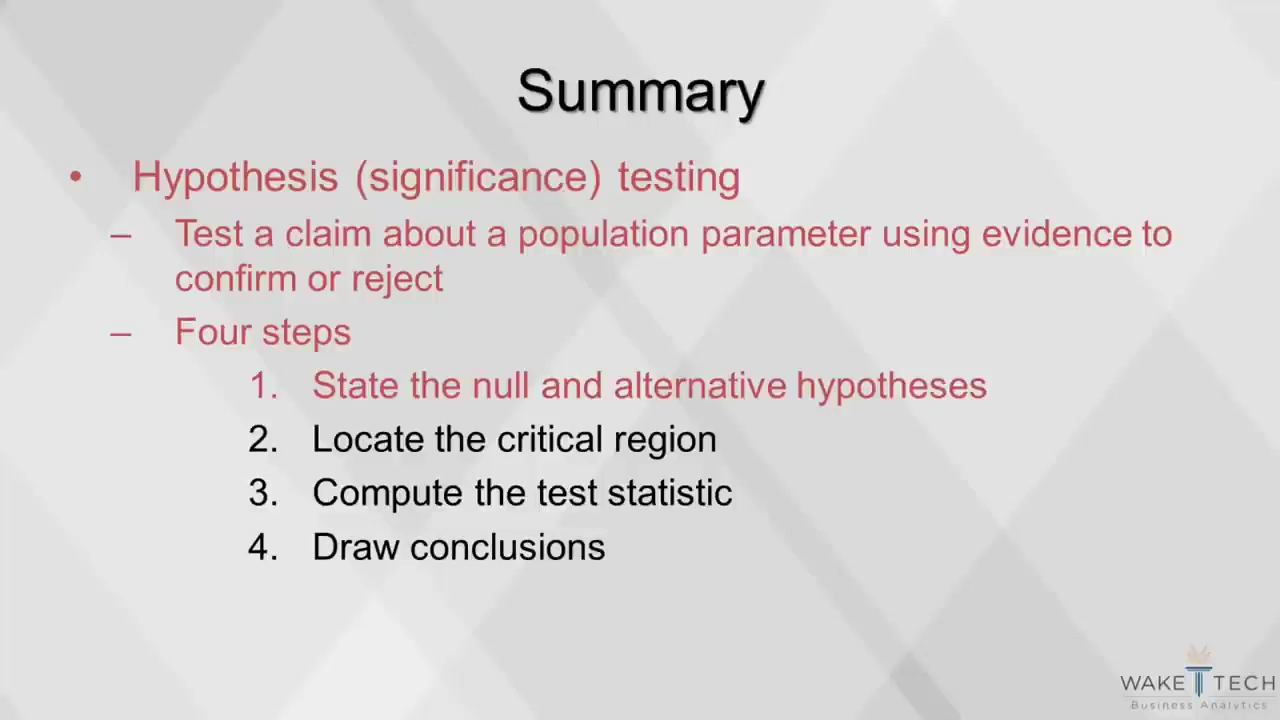 Summary
• Hypothesis (significance) testing
– Test a claim about a population parameter using evidence to
confirm or reject
– Four steps
1. State the null and alternative hypotheses
2. Locate the critical region
3. Compute the test statistic
4. Draw conclusions
WAKE TECH
Business Analytics